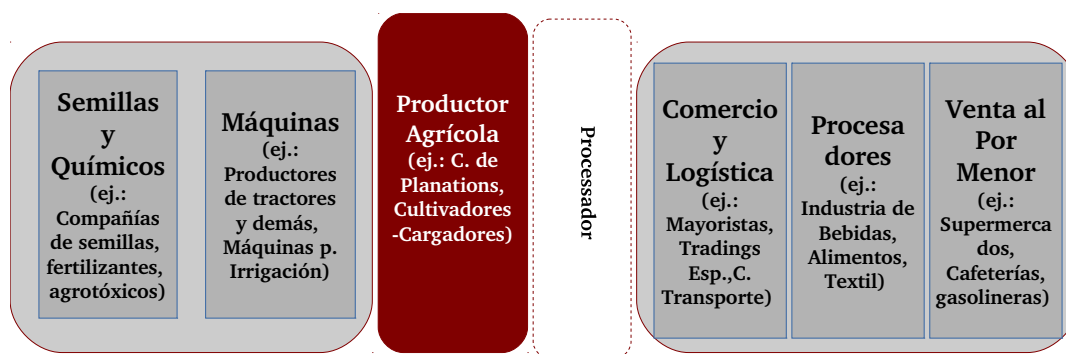 Semillas
y
Químicos
(ej.:
Compañías
de semillas,
fertilizantes,
agrotóxicos)
Máquinas
(ej.:
Productores
de tractores
y demás,
Máquinas p.
Irrigación)
Productor
Agrícola
(ej.: C. de
Planations,
Cultivadores
-Cargadores)
Processador
Comercio
y
Logística
(ej.:
Mayoristas,
Tradings
Esp.,C.
Transporte)
Procesa
dores
(ej.:
Industria de
Bebidas,
Alimentos,
Textil)
Venta al
Por
Menor
(ej.:
Supermerca
dos,
Cafeterías,
gasolineras)